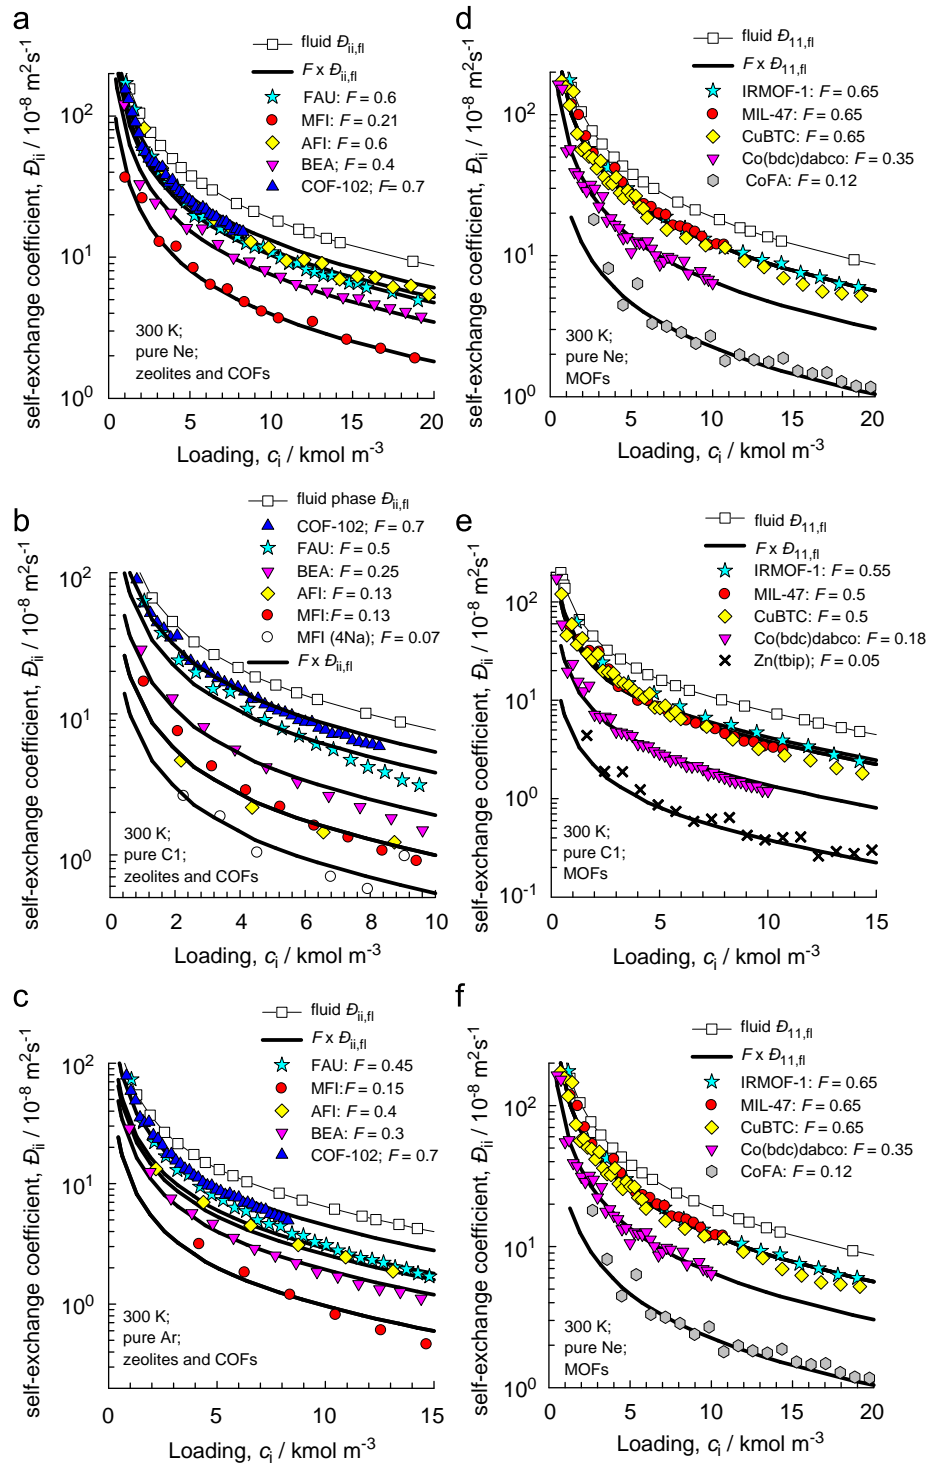 a
fluid Đii,fl
F x Đii,fl
FAU: F = 0.6
MFI: F = 0.21
AFI: F = 0.6
BEA; F = 0.4
COF-102; F= 0.7
self-exchange coefficient, Đii / 10-8 m2s-1
102
101
100
300 K;
pure Ne;
zeolites and COFs
0 5 10 15 20
Loading, ci / kmol m-3
b
fluid phase Đii,fl
COF-102; F = 0.7
FAU: F = 0.5
BEA: F = 0.25
AFI: F = 0.13
MFI:F = 0.13
MFI (4Na); F = 0.07
F x Đii,fl
self-exchange coefficient, Đii / 10-8 m2s-1
102
101
100
300 K;
pure C1;
zeolites and COFs
0 2 4 6 8 10
Loading, ci / kmol m-3
c
fluid Đii,fl
F x Đii,fl
FAU: F = 0.45
MFI:F = 0.15
AFI: F = 0.4
BEA: F = 0.3
COF-102: F = 0.7
self-exchange coefficient, Đii / 10-8 m2s-1
102
101
100
300 K;
pure Ar;
zeolites and COFs
0 5 10 15
Loading, ci / kmol m-3
d
fluid Đ11,fl
F x Đ11,fl
IRMOF-1: F = 0.65
MIL-47: F = 0.65
CuBTC: F = 0.65
Co(bdc)dabco: F = 0.35
CoFA: F = 0.12
self-exchange coefficient, Đii / 10-8 m2s-1
102
101
100
300 K;
pure Ne;
MOFs
0 5 10 15 20
Loading, ci / kmol m-3
e
fluid Đ11,fl
F x Đ11,fl
IRMOF-1: F = 0.55
MIL-47: F = 0.5
CuBTC: F = 0.5
Co(bdc)dabco: F = 0.18
Zn(tbip); F = 0.05
self-exchange coefficient, Đii / 10-8 m2s-1
102
101
100
10-1
300 K;
pure C1;
MOFs
0 5 10 15
Loading, ci / kmol m-3
f
fluid Đ11,fl
F x Đ11,fl
IRMOF-1: F = 0.65
MIL-47: F = 0.65
CuBTC: F = 0.65
Co(bdc)dabco: F = 0.35
CoFA: F = 0.12
self-exchange coefficient, Đii / 10-8 m2s-1
102
101
100
300 K;
pure Ne;
MOFs
0 5 10 15 20
Loading, ci / kmol m-3